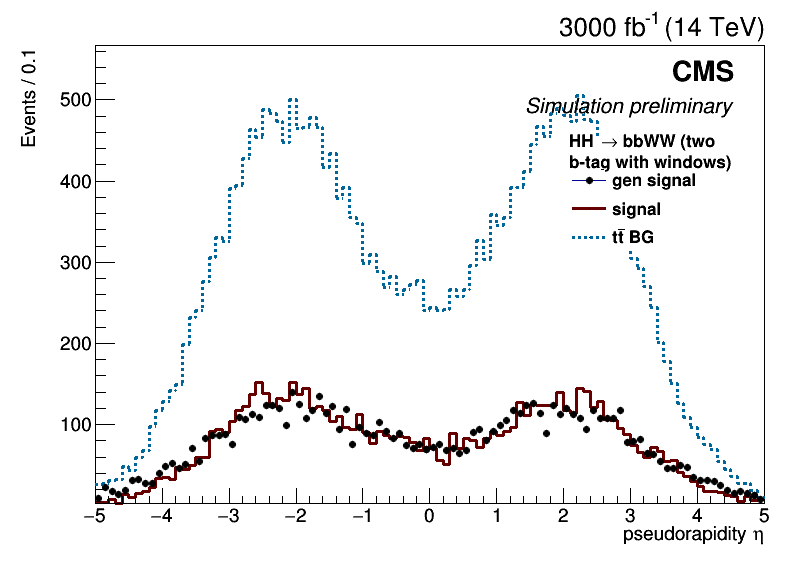 3000 fb⁻¹ (14 TeV)
CMS
Simulation preliminary
HH → bbWW (two
b-tag with windows)
gen signal
signal
tt̄ BG
Events / 0.1
500
400
300
200
100
−5 −4 −3 −2 −1 0 1 2 3 4 5
pseudorapidity η